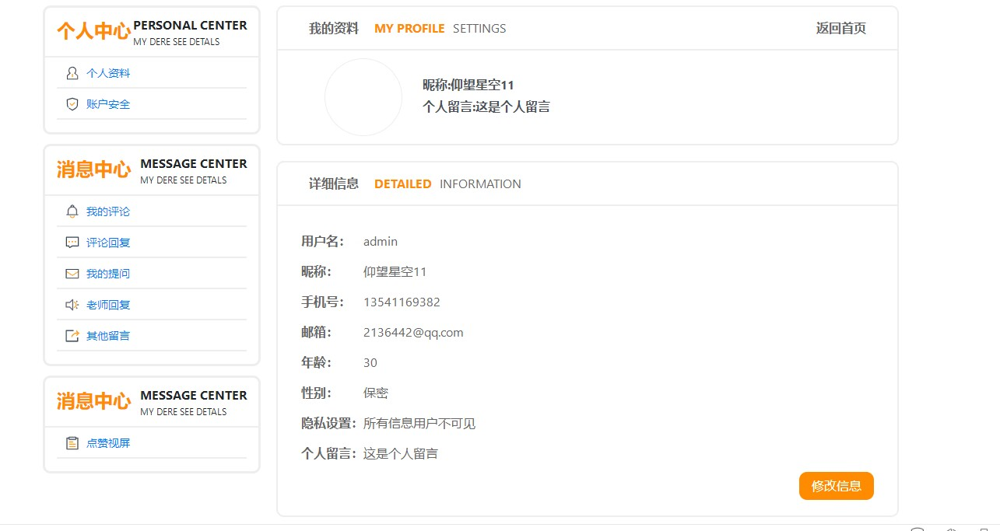 个人中心 PERSONAL CENTER
MY DERE SEE DETALS
个人资料
账户安全
消息中心 MESSAGE CENTER
MY DERE SEE DETALS
我的评论
评论回复
我的提问
老师回复
其他留言
消息中心 MESSAGE CENTER
MY DERE SEE DETALS
点赞视屏
我的资料 MY PROFILE SETTINGS 返回首页
昵称:仰望星空11
个人留言:这是个人留言
详细信息 DETAILED INFORMATION
用户名: admin
昵称: 仰望星空11
手机号: 13541169382
邮箱: 2136442@qq.com
年龄: 30
性别: 保密
隐私设置: 所有信息用户不可见
个人留言: 这是个人留言
修改信息